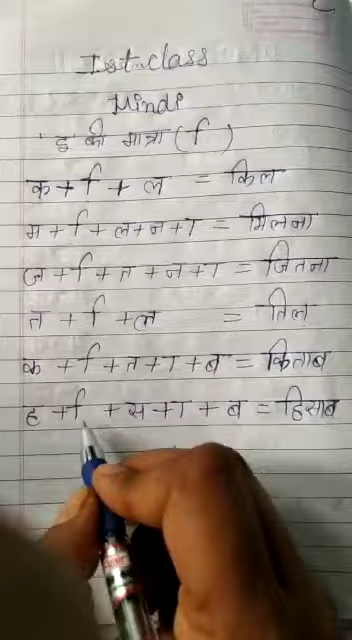 Ist class
Hindi
'इ' की मात्रा (ि)
क + ि + ल = किल
म + ि + ल + न + ा = मिलना
ज + ि + त + न + ा = जितना
त + ि + ल = तिल
क + ि + त + ा + ब = किताब
ह + ि + स + ा + ब = हिसाब